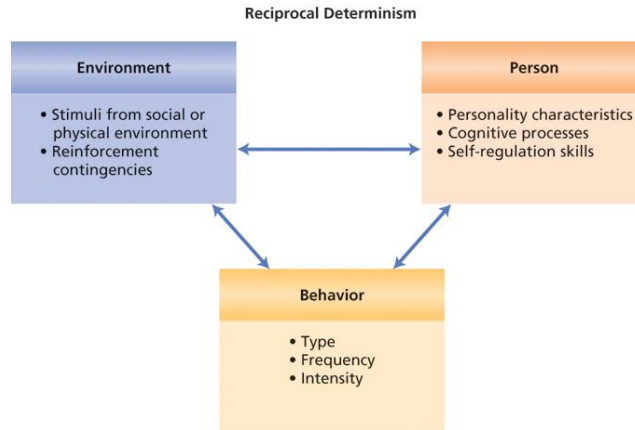 Reciprocal Determinism
Environment
• Stimuli from social or
physical environment
• Reinforcement
contingencies
Person
• Personality characteristics
• Cognitive processes
• Self-regulation skills
Behavior
• Type
• Frequency
• Intensity